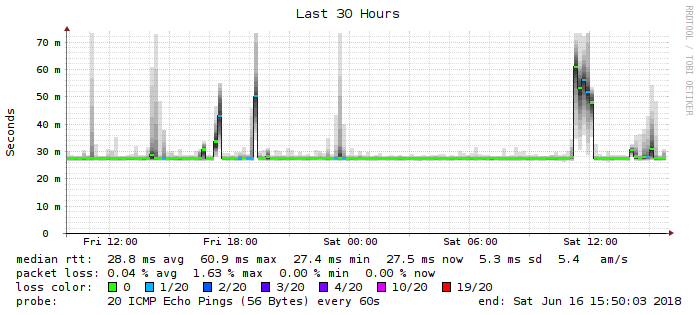 Last 30 Hours
RRDTOOL / TOBI OETIKER
Seconds
70 m
60 m
50 m
40 m
30 m
20 m
10 m
0
Fri 12:00 Fri 18:00 Sat 00:00 Sat 06:00 Sat 12:00
median rtt: 28.8 ms avg 60.9 ms max 27.4 ms min 27.5 ms now 5.3 ms sd 5.4 am/s
packet loss: 0.04 % avg 1.63 % max 0.00 % min 0.00 % now
loss color: 0 1/20 2/20 3/20 4/20 10/20 19/20
probe: 20 ICMP Echo Pings (56 Bytes) every 60s end: Sat Jun 16 15:50:03 2018